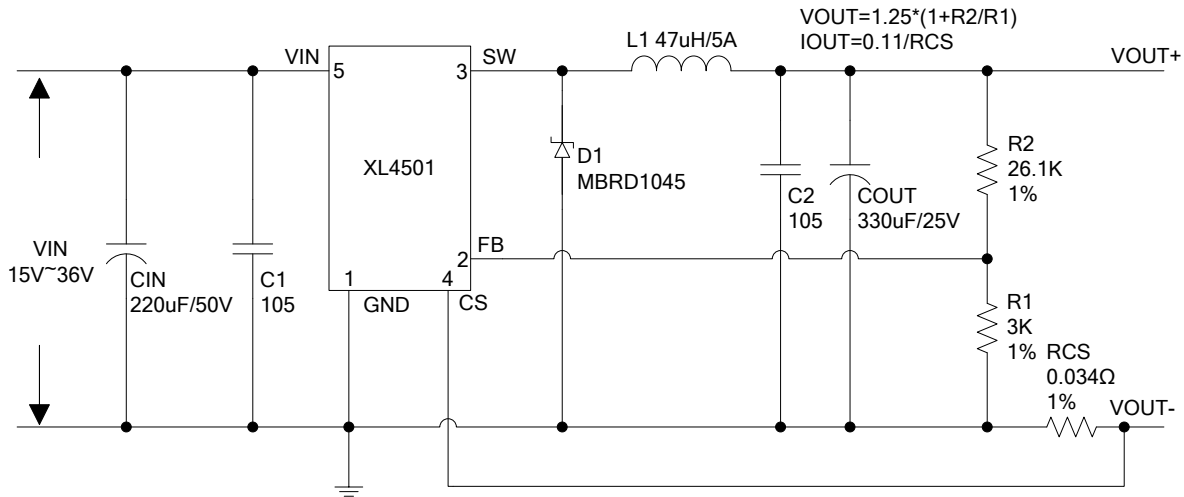 VOUT=1.25*(1+R2/R1)
IOUT=0.11/RCS
L1 47uH/5A
VIN
5
3
SW
VOUT+
XL4501
D1
MBRD1045
R2
26.1K
1%
C2
105
COUT
330uF/25V
VIN
15V~36V
CIN
220uF/50V
C1
105
2
FB
1
4
GND
CS
R1
3K
1%
RCS
0.034Ω
1%
VOUT-